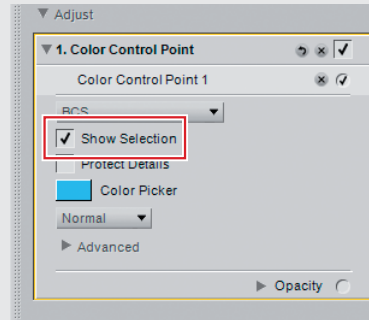 Adjust
1. Color Control Point
Color Control Point 1
BCS
Show Selection
Protect Details
Color Picker
Normal
Advanced
Opacity